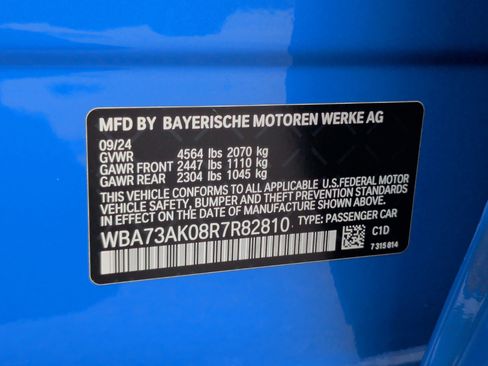 MFD BY BAYERISCHE MOTOREN WERKE AG
09/24
GVWR 4564 lbs 2070 kg
GAWR FRONT 2447 lbs 1110 kg
GAWR REAR 2304 lbs 1045 kg
THIS VEHICLE CONFORMS TO ALL APPLICABLE U.S.FEDERAL MOTOR
VEHICLE SAFETY, BUMPER, AND THEFT PREVENTION STANDARDS
IN EFFECT ON THE DATE OF MANUFACTURE SHOWN ABOVE.
WBA73AK08R7R82810 TYPE: PASSENGER CAR
C1D
7 315 814